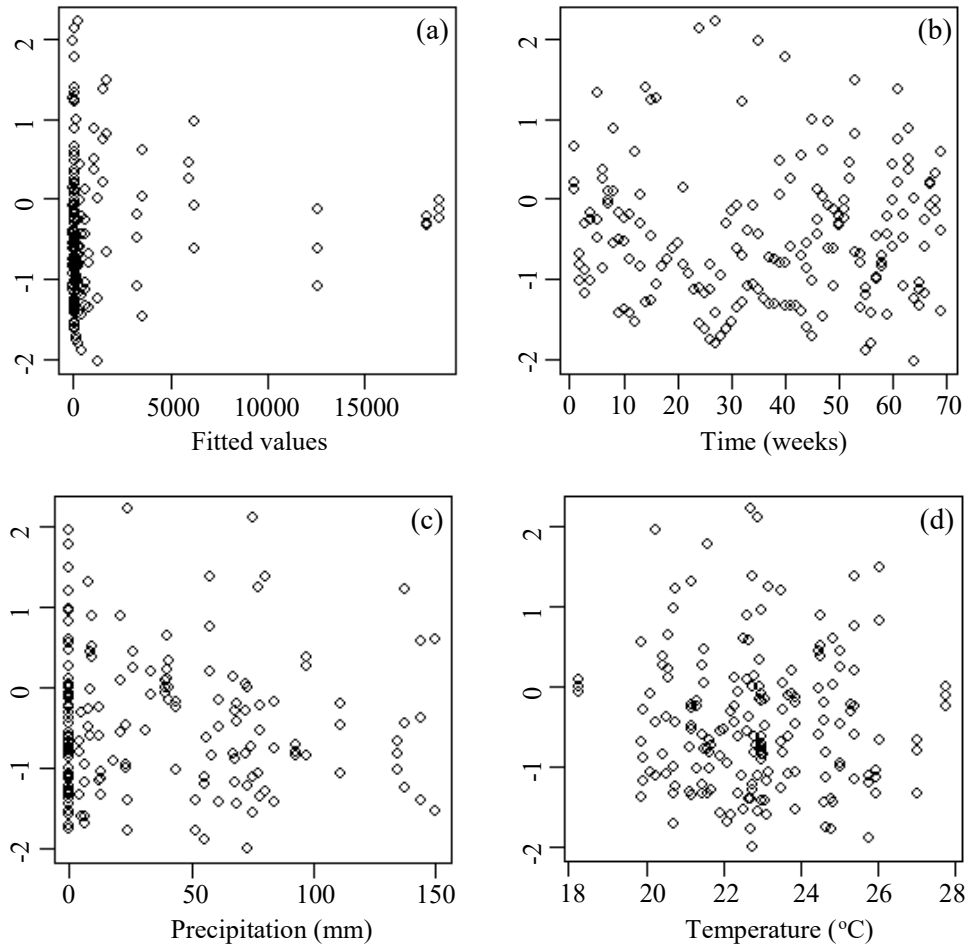 (a)
2
1
0
-1
-2
0 5000 10000 15000
Fitted values
(b)
2
1
0
-1
-2
0 10 20 30 40 50 60 70
Time (weeks)
(c)
2
1
0
-1
-2
0 50 100 150
Precipitation (mm)
(d)
2
1
0
-1
-2
18 20 22 24 26 28
Temperature (°C)